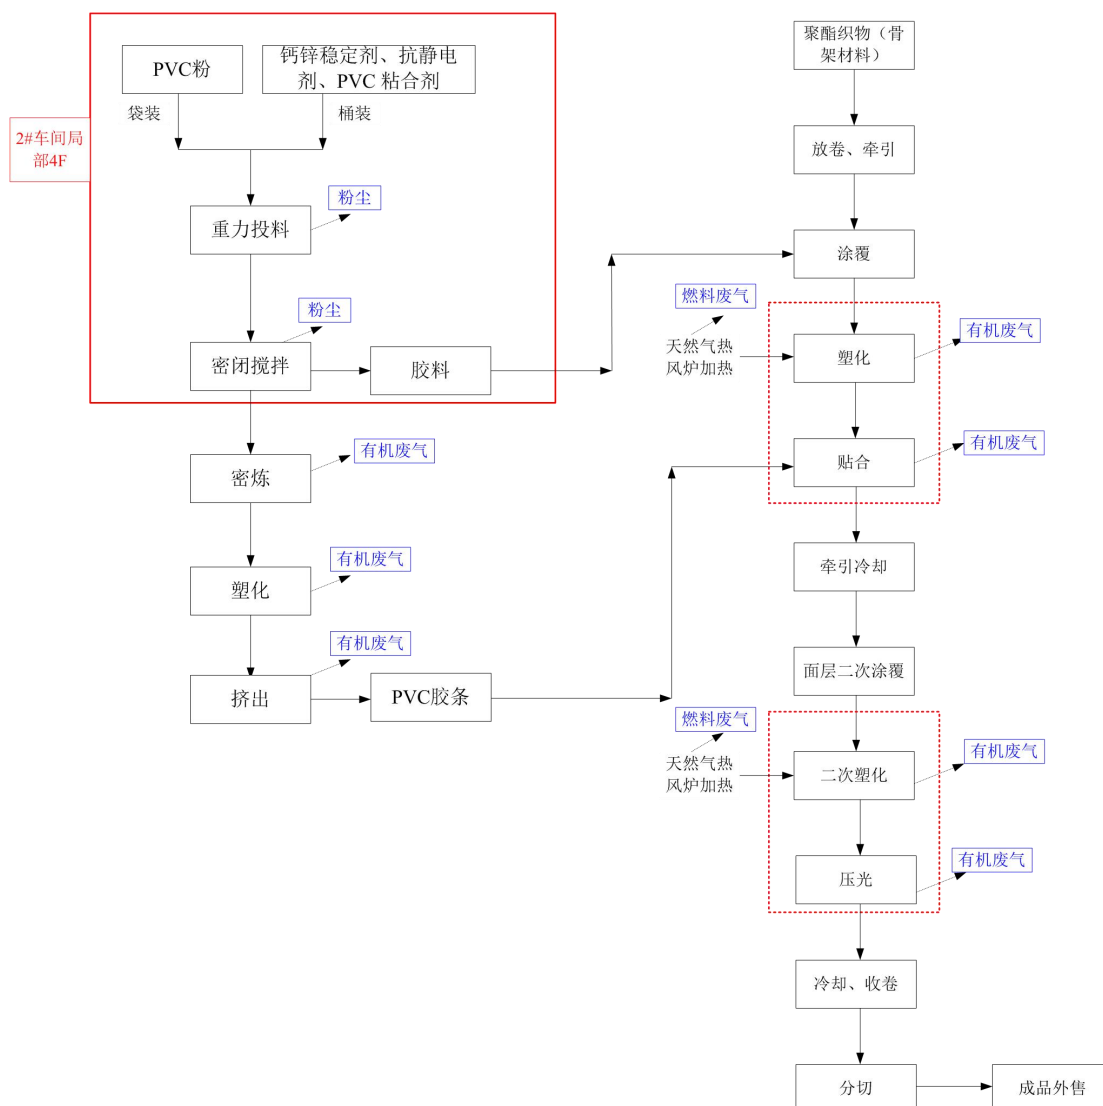 PVC粉
钙锌稳定剂、抗静电
剂、PVC 粘合剂
袋装
桶装
2#车间局
部4F
粉尘
重力投料
粉尘
密闭搅拌
胶料
有机废气
密炼
有机废气
塑化
有机废气
挤出
PVC胶条
聚酯织物（骨
架材料）
放卷、牵引
涂覆
燃料废气
天然气热
风炉加热
塑化
有机废气
贴合
有机废气
牵引冷却
面层二次涂覆
燃料废气
天然气热
风炉加热
二次塑化
有机废气
压光
有机废气
冷却、收卷
分切
成品外售